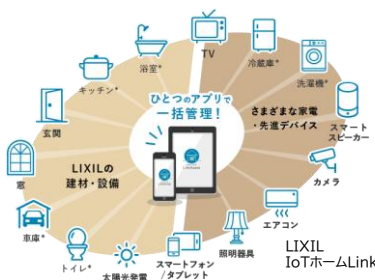 TV
浴室*
冷蔵庫*
キッチン*
洗濯機*
ひとつのアプリで
一括管理！
玄関
さまざまな家電
・先進デバイス
スマート
スピーカー
LIXILの
建材・設備
窓
カメラ
車庫*
エアコン
トイレ*
照明器具
太陽光発電
スマートフォン
/タブレット
LIXIL
IoTホームLink